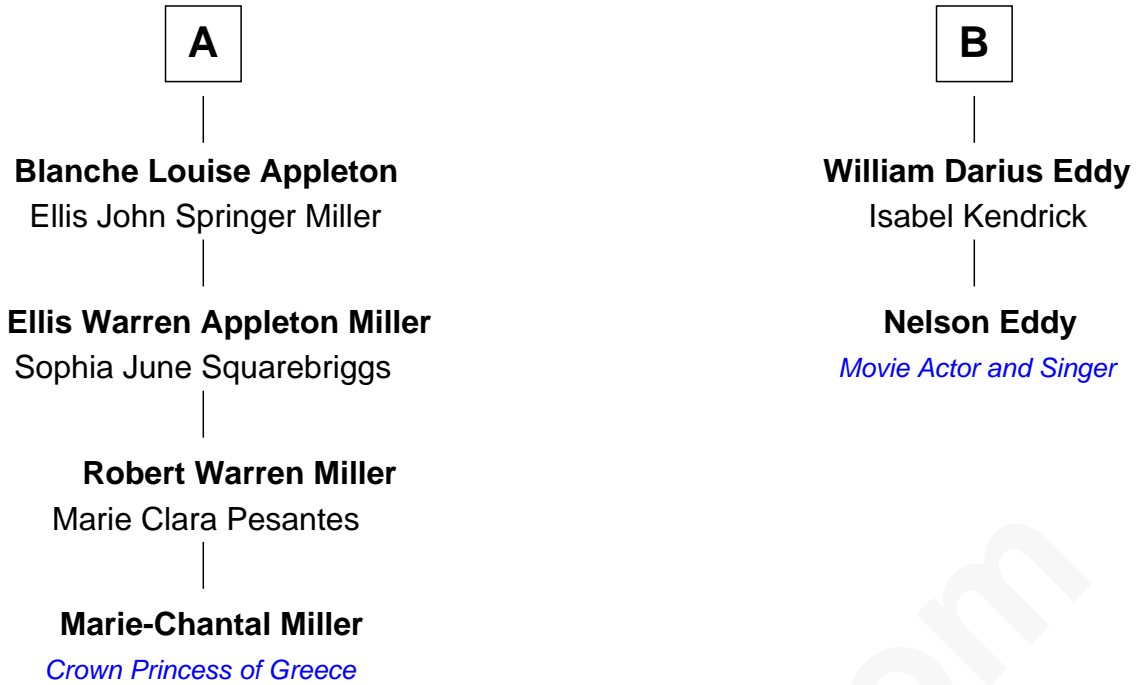 A
Blanche Louise Appleton
Ellis John Springer Miller
Ellis Warren Appleton Miller
Sophia June Squarebriggs
Robert Warren Miller
Marie Clara Pesantes
Marie-Chantal Miller
Crown Princess of Greece
B
William Darius Eddy
Isabel Kendrick
Nelson Eddy
Movie Actor and Singer
om